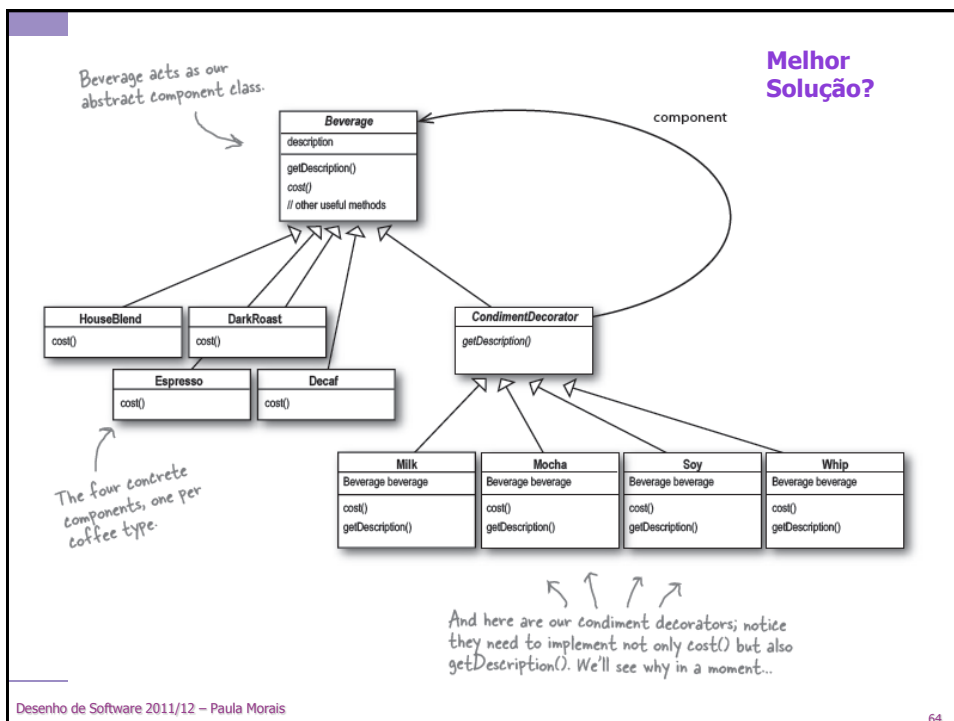 Melhor
Solução?
Beverage acts as our
abstract component class.
component
Beverage
description
getDescription()
cost()
// other useful methods
HouseBlend
cost()
DarkRoast
cost()
Espresso
cost()
Decaf
cost()
CondimentDecorator
getDescription()
The four concrete
components, one per
coffee type.
Milk
Beverage beverage
cost()
getDescription()
Mocha
Beverage beverage
cost()
getDescription()
Soy
Beverage beverage
cost()
getDescription()
Whip
Beverage beverage
cost()
getDescription()
And here are our condiment decorators; notice
they need to implement not only cost() but also
getDescription(). We'll see why in a moment...
Desenho de Software 2011/12 – Paula Morais
64